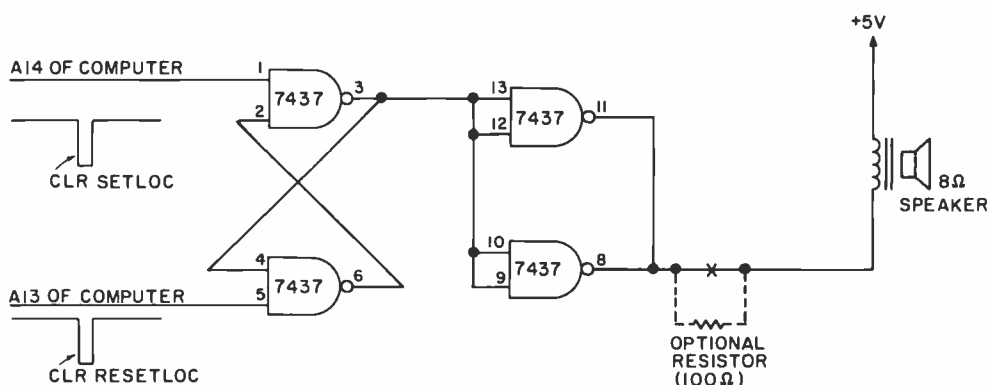 A14 OF COMPUTER
1
2
7437
3
CLR SETLOC
4
5
7437
6
A13 OF COMPUTER
CLR RESETLOC
13
12
7437
11
10
9
7437
8
OPTIONAL
RESISTOR
(100Ω)
+5V
8Ω
SPEAKER